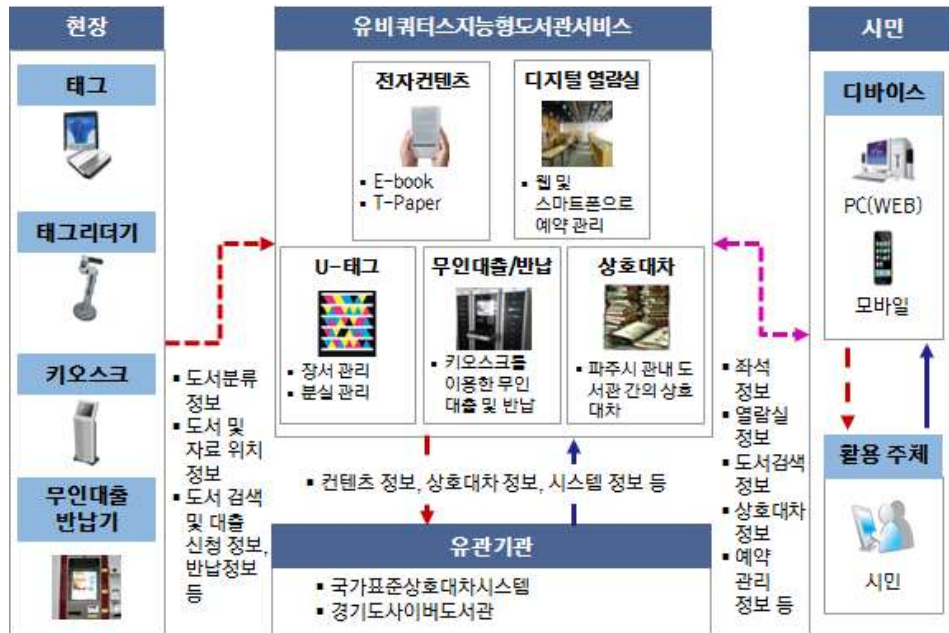 현장
태그
태그리더기
키오스크
무인대출
반납기
▪ 도서분류
정보
▪ 도서 및
자료 위치
정보
▪ 도서 검색
및 대출
신청 정보,
반납정보
등
유비쿼터스지능형도서관서비스
전자컨텐츠
▪ E-book
▪ T-Paper
디지털 열람실
▪ 웹 및
스마트폰으로
예약 관리
U-태그
▪ 장서 관리
▪ 분실 관리
무인대출/반납
▪ 키오스크를
이용한 무인
대출 및 반납
상호대차
▪ 파주시 관내 도
서관 간의 상호
대차
▪ 컨텐츠 정보, 상호대차 정보, 시스템 정보 등
유관기관
▪ 국가표준상호대차시스템
▪ 경기도사이버도서관
▪ 좌석
정보
▪ 열람실
정보
▪ 도서검색
정보
▪ 상호대차
정보
▪ 예약
관리
정보 등
시민
디바이스
PC(WEB)
모바일
활용 주체
시민